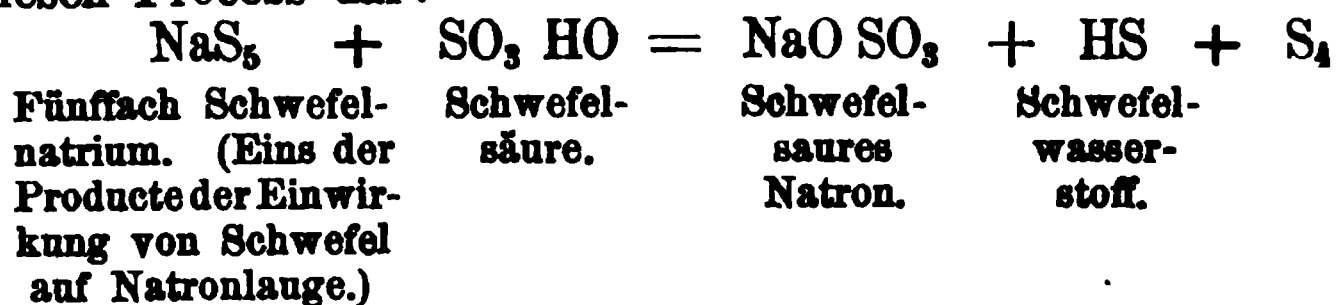 NaS₅ + SO₃ HO = NaO SO₃ + HS + S₄
Fünffach Schwefel-
natrium. (Eins der
Producte der Einwir-
kung von Schwefel
auf Natronlauge.)
Schwefel-
säure.
Schwefel-
saures
Natron.
Schwefel-
wasser-
stoff.